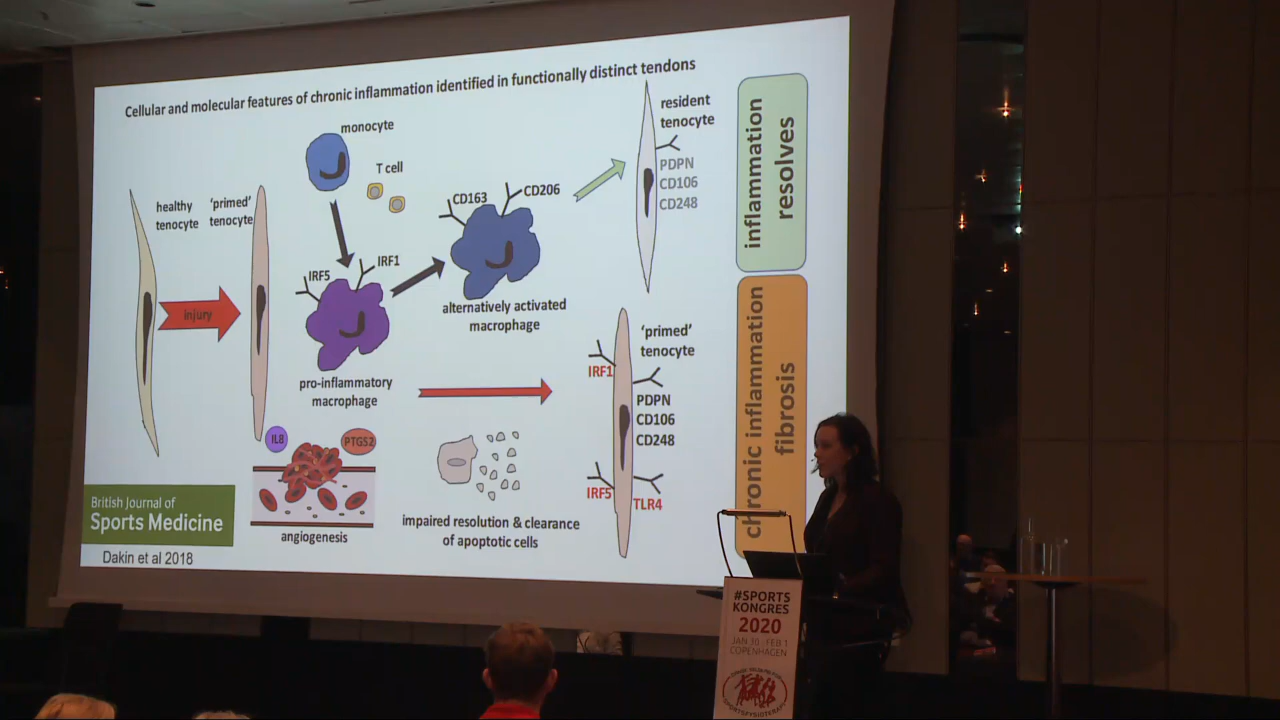 Cellular and molecular features of chronic inflammation identified in functionally distinct tendons
monocyte
T cell
healthy
tenocyte
'primed'
tenocyte
injury
IRF5
IRF1
pro-inflammatory
macrophage
CD163
CD206
alternatively activated
macrophage
resident
tenocyte
PDPN
CD106
CD248
inflammation
resolves
IL8
PTGS2
angiogenesis
impaired resolution & clearance
of apoptotic cells
'primed'
tenocyte
IRF1
PDPN
CD106
CD248
IRF5
TLR4
chronic inflammation
fibrosis
British Journal of
Sports Medicine
Dakin et al 2018
#SPORTS
KONGRES
2020
JAN 30 - FEB 1
COPENHAGEN